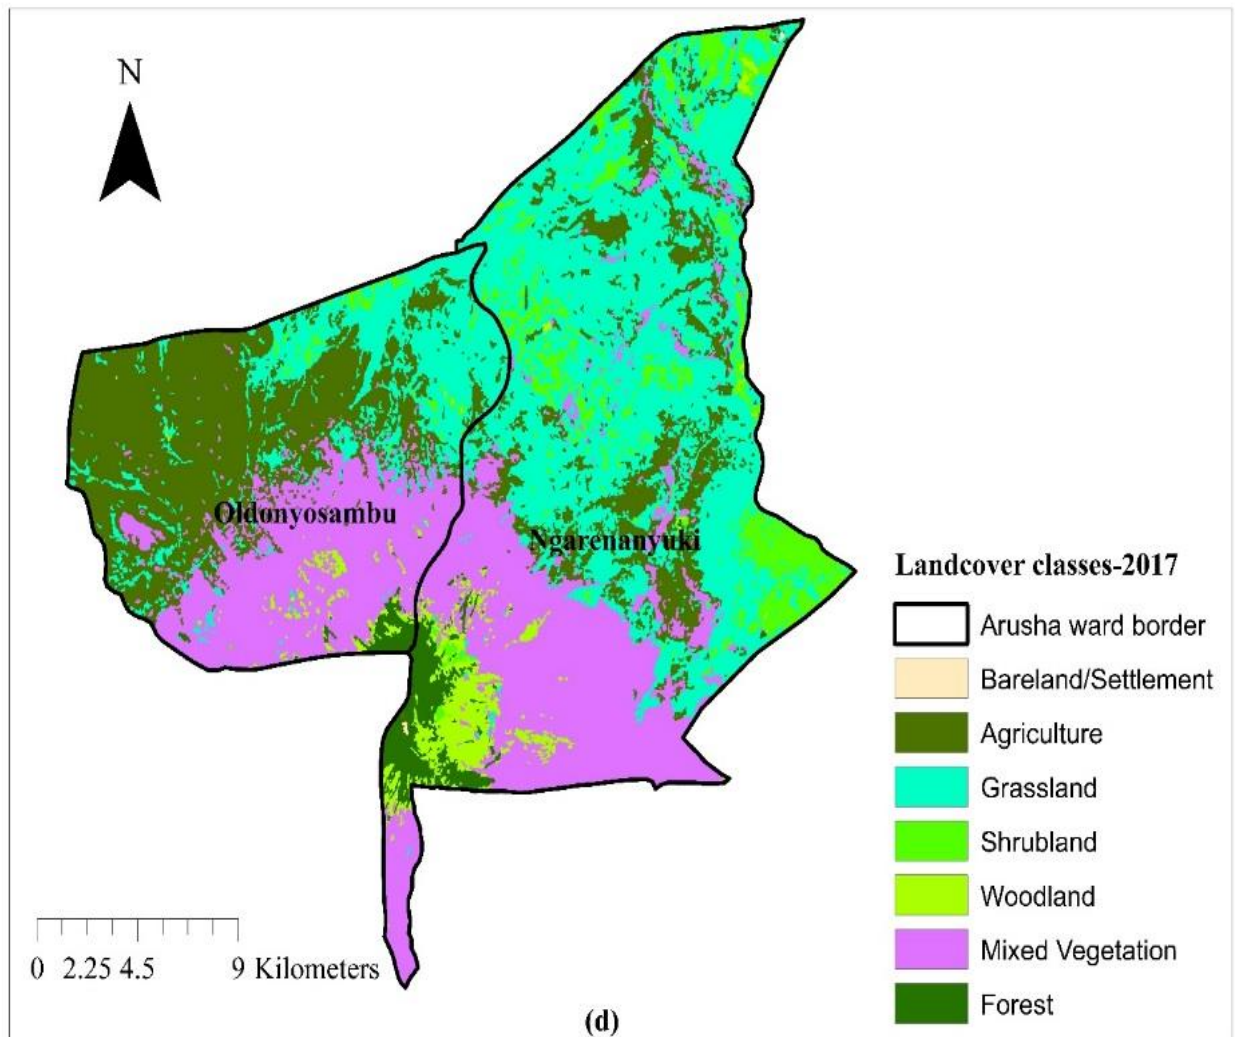 N
Oldonyosambu
Ngarenanyuki
Landcover classes-2017
Arusha ward border
Bareland/Settlement
Agriculture
Grassland
Shrubland
Woodland
Mixed Vegetation
Forest
0 2.25 4.5 9 Kilometers
(d)